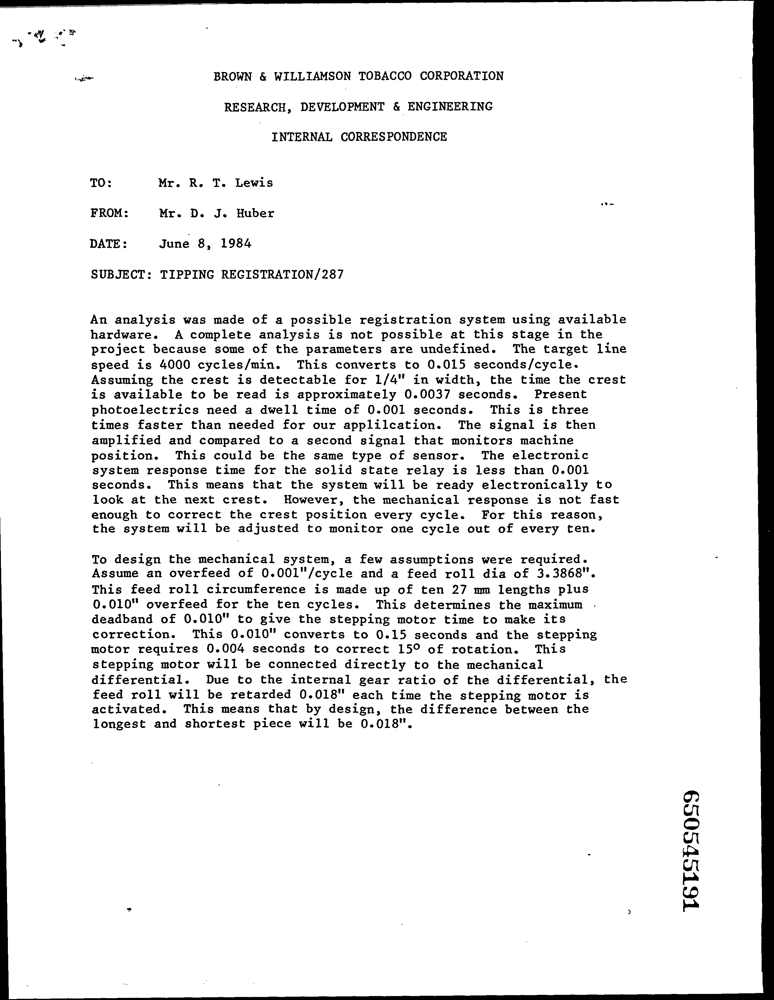 BROWN & WILLIAMSON TOBACCO CORPORATION
RESEARCH, DEVELOPMENT & ENGINEERING
INTERNAL CORRESPONDENCE
TO: Mr. R. T. Lewis
FROM: Mr. D. J. Huber
DATE: June 8, 1984
SUBJECT: TIPPING REGISTRATION/287
An analysis was made of a possible registration system using available
hardware. A complete analysis is not possible at this stage in the
project because some of the parameters are undefined. The target line
speed is 4000 cycles/min. This converts to 0.015 seconds/cycle.
Assuming the crest is detectable for 1/4" in width, the time the crest
is available to be read is approximately 0.0037 seconds. Present
photoelectrics need a dwell time of 0.001 seconds. This is three
times faster than needed for our applilcation. The signal is then
amplified and compared to a second signal that monitors machine
position. This could be the same type of sensor. The electronic
system response time for the solid state relay is less than 0.001
seconds. This means that the system will be ready electronically to
look at the next crest. However, the mechanical response is not fast
enough to correct the crest position every cycle. For this reason,
the system will be adjusted to monitor one cycle out of every ten.
To design the mechanical system, a few assumptions were required.
Assume an overfeed of 0.001"/cycle and a feed roll dia of 3.3868".
This feed roll circumference is made up of ten 27 mm lengths plus
0.010" overfeed for the ten cycles. This determines the maximum
deadband of 0.010" to give the stepping motor time to make its
correction. This 0.010" converts to 0.15 seconds and the stepping
motor requires 0.004 seconds to correct 15º of rotation. This
stepping motor will be connected directly to the mechanical
differential. Due to the internal gear ratio of the differential, the
feed roll will be retarded 0.018" each time the stepping motor is
activated. This means that by design, the difference between the
longest and shortest piece will be 0.018".
650545191